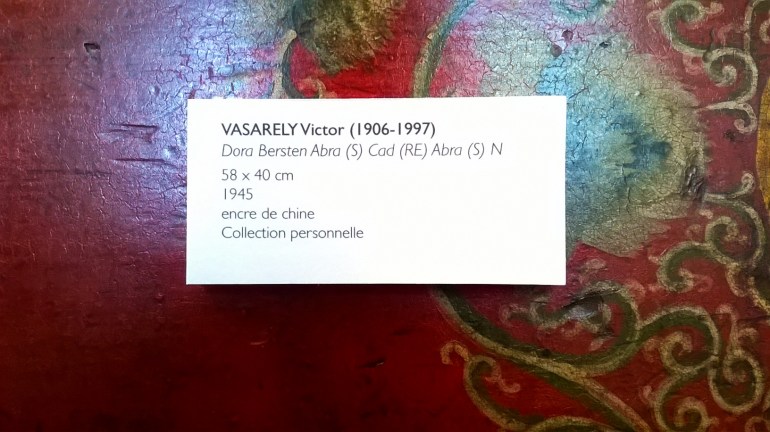 VASARELY Victor (1906-1997)
Dora Bersten Abra (S) Cad (RE) Abra (S) N
58 x 40 cm
1945
encre de chine
Collection personnelle